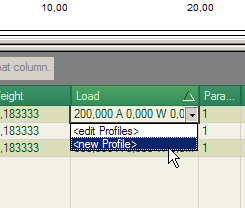 10,00 20,00
hat column.
eight Load Para...
,183333 200,000 A 0,000 W 0,0 1
,183333 <edit Profiles> 1
,183333 <new Profile> 1